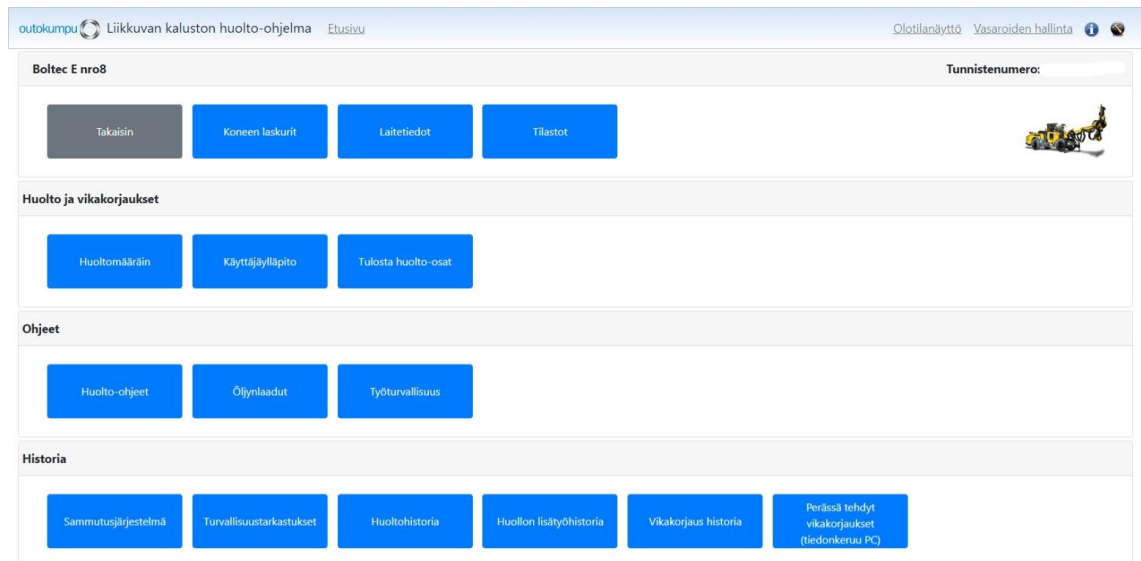 outokumpu Liikkuvan kaluston huolto-ohjelma Etusivu Olotilanäyttö Vasaroiden hallinta
Boltec E nro8 Tunnistenumero:
Takaisin Koneen laskurit Laitetiedot Tilastot
Huolto ja vikakorjaukset
Huoltomääräin Käyttäjäylläpito Tulosta huolto-osat
Ohjeet
Huolto-ohjeet Öljynlaadut Työturvallisuus
Historia
Sammutusjärjestelmä Turvallisuustarkastukset Huoltohistoria Huollon lisätyöhistoria Vikakorjaus historia Perässä tehdyt
vikakorjaukset
(tiedonkeruu PC)